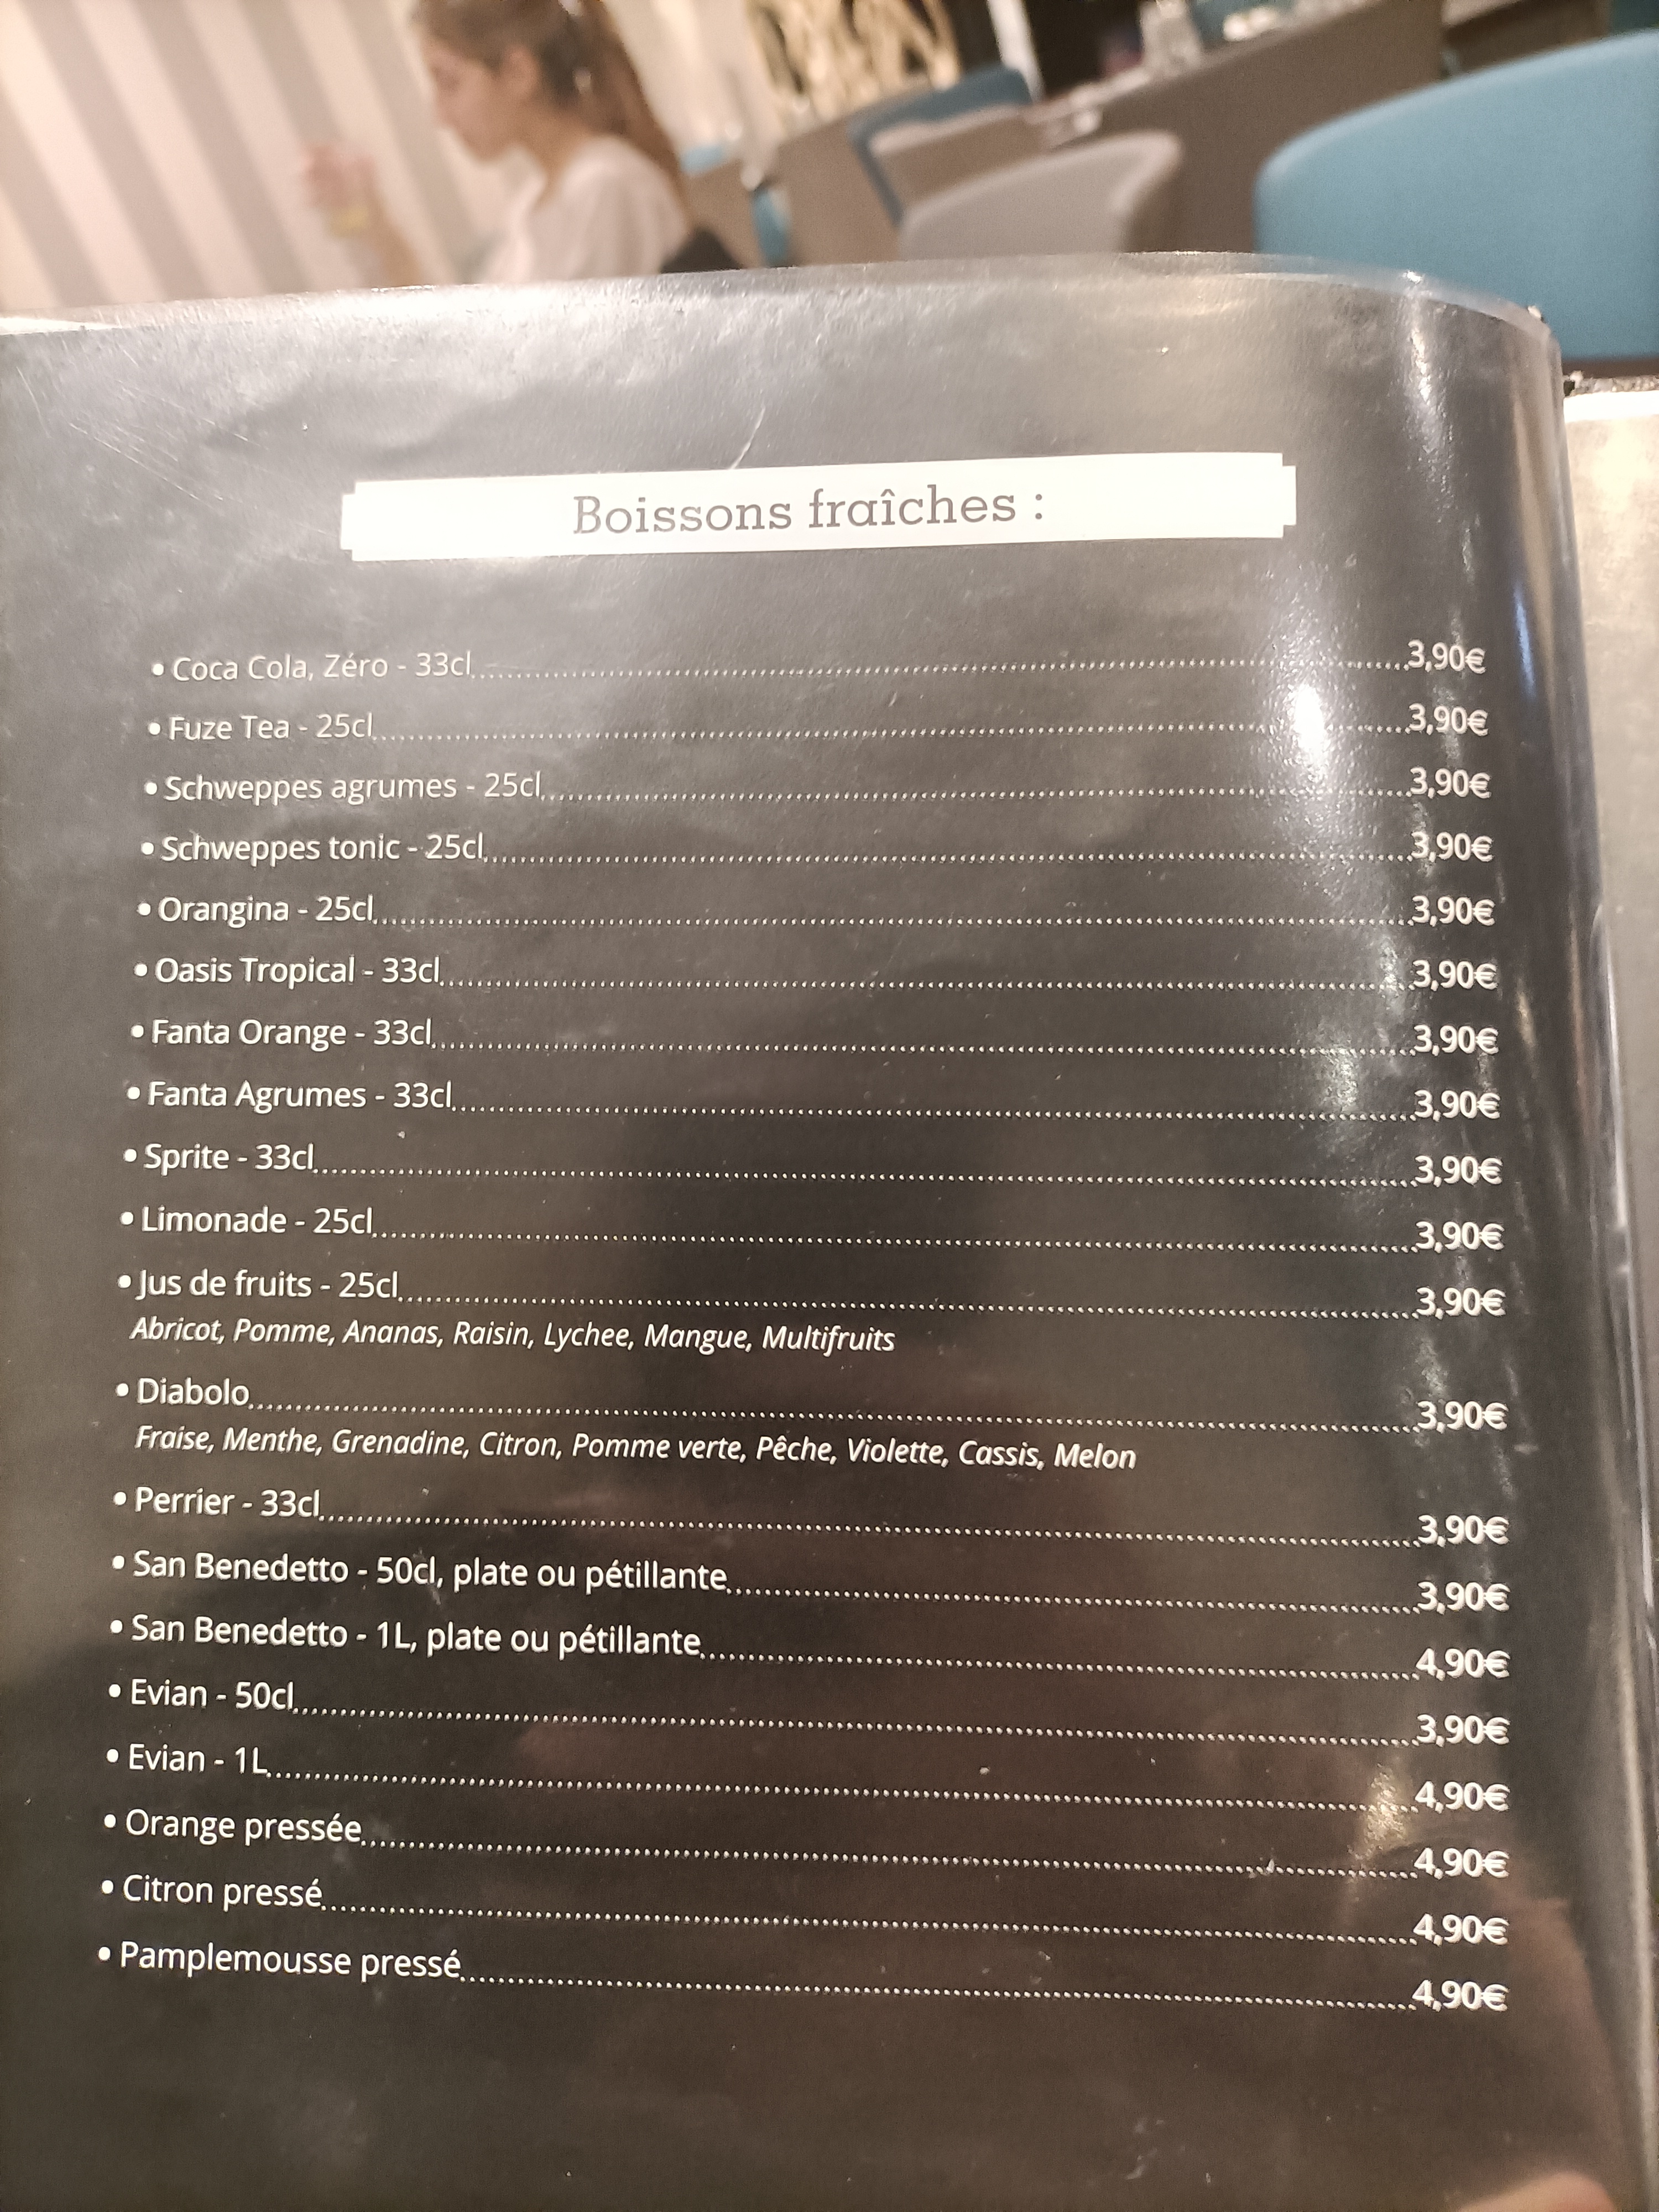 Boissons fraîches :
• Coca Cola, Zéro - 33cl 3,90€
• Fuze Tea - 25cl 3,90€
• Schweppes agrumes - 25cl 3,90€
• Schweppes tonic - 25cl 3,90€
• Orangina - 25cl 3,90€
• Oasis Tropical - 33cl 3,90€
• Fanta Orange - 33cl 3,90€
• Fanta Agrumes - 33cl 3,90€
• Sprite - 33cl 3,90€
• Limonade - 25cl 3,90€
• Jus de fruits - 25cl 3,90€
Abricot, Pomme, Ananas, Raisin, Lychee, Mangue, Multifruits
• Diabolo 3,90€
Fraise, Menthe, Grenadine, Citron, Pomme verte, Pêche, Violette, Cassis, Melon
• Perrier - 33cl 3,90€
• San Benedetto - 50cl, plate ou pétillante 3,90€
• San Benedetto - 1L, plate ou pétillante 4,90€
• Evian - 50cl 3,90€
• Evian - 1L 4,90€
• Orange pressée 4,90€
• Citron pressé 4,90€
• Pamplemousse pressé 4,90€